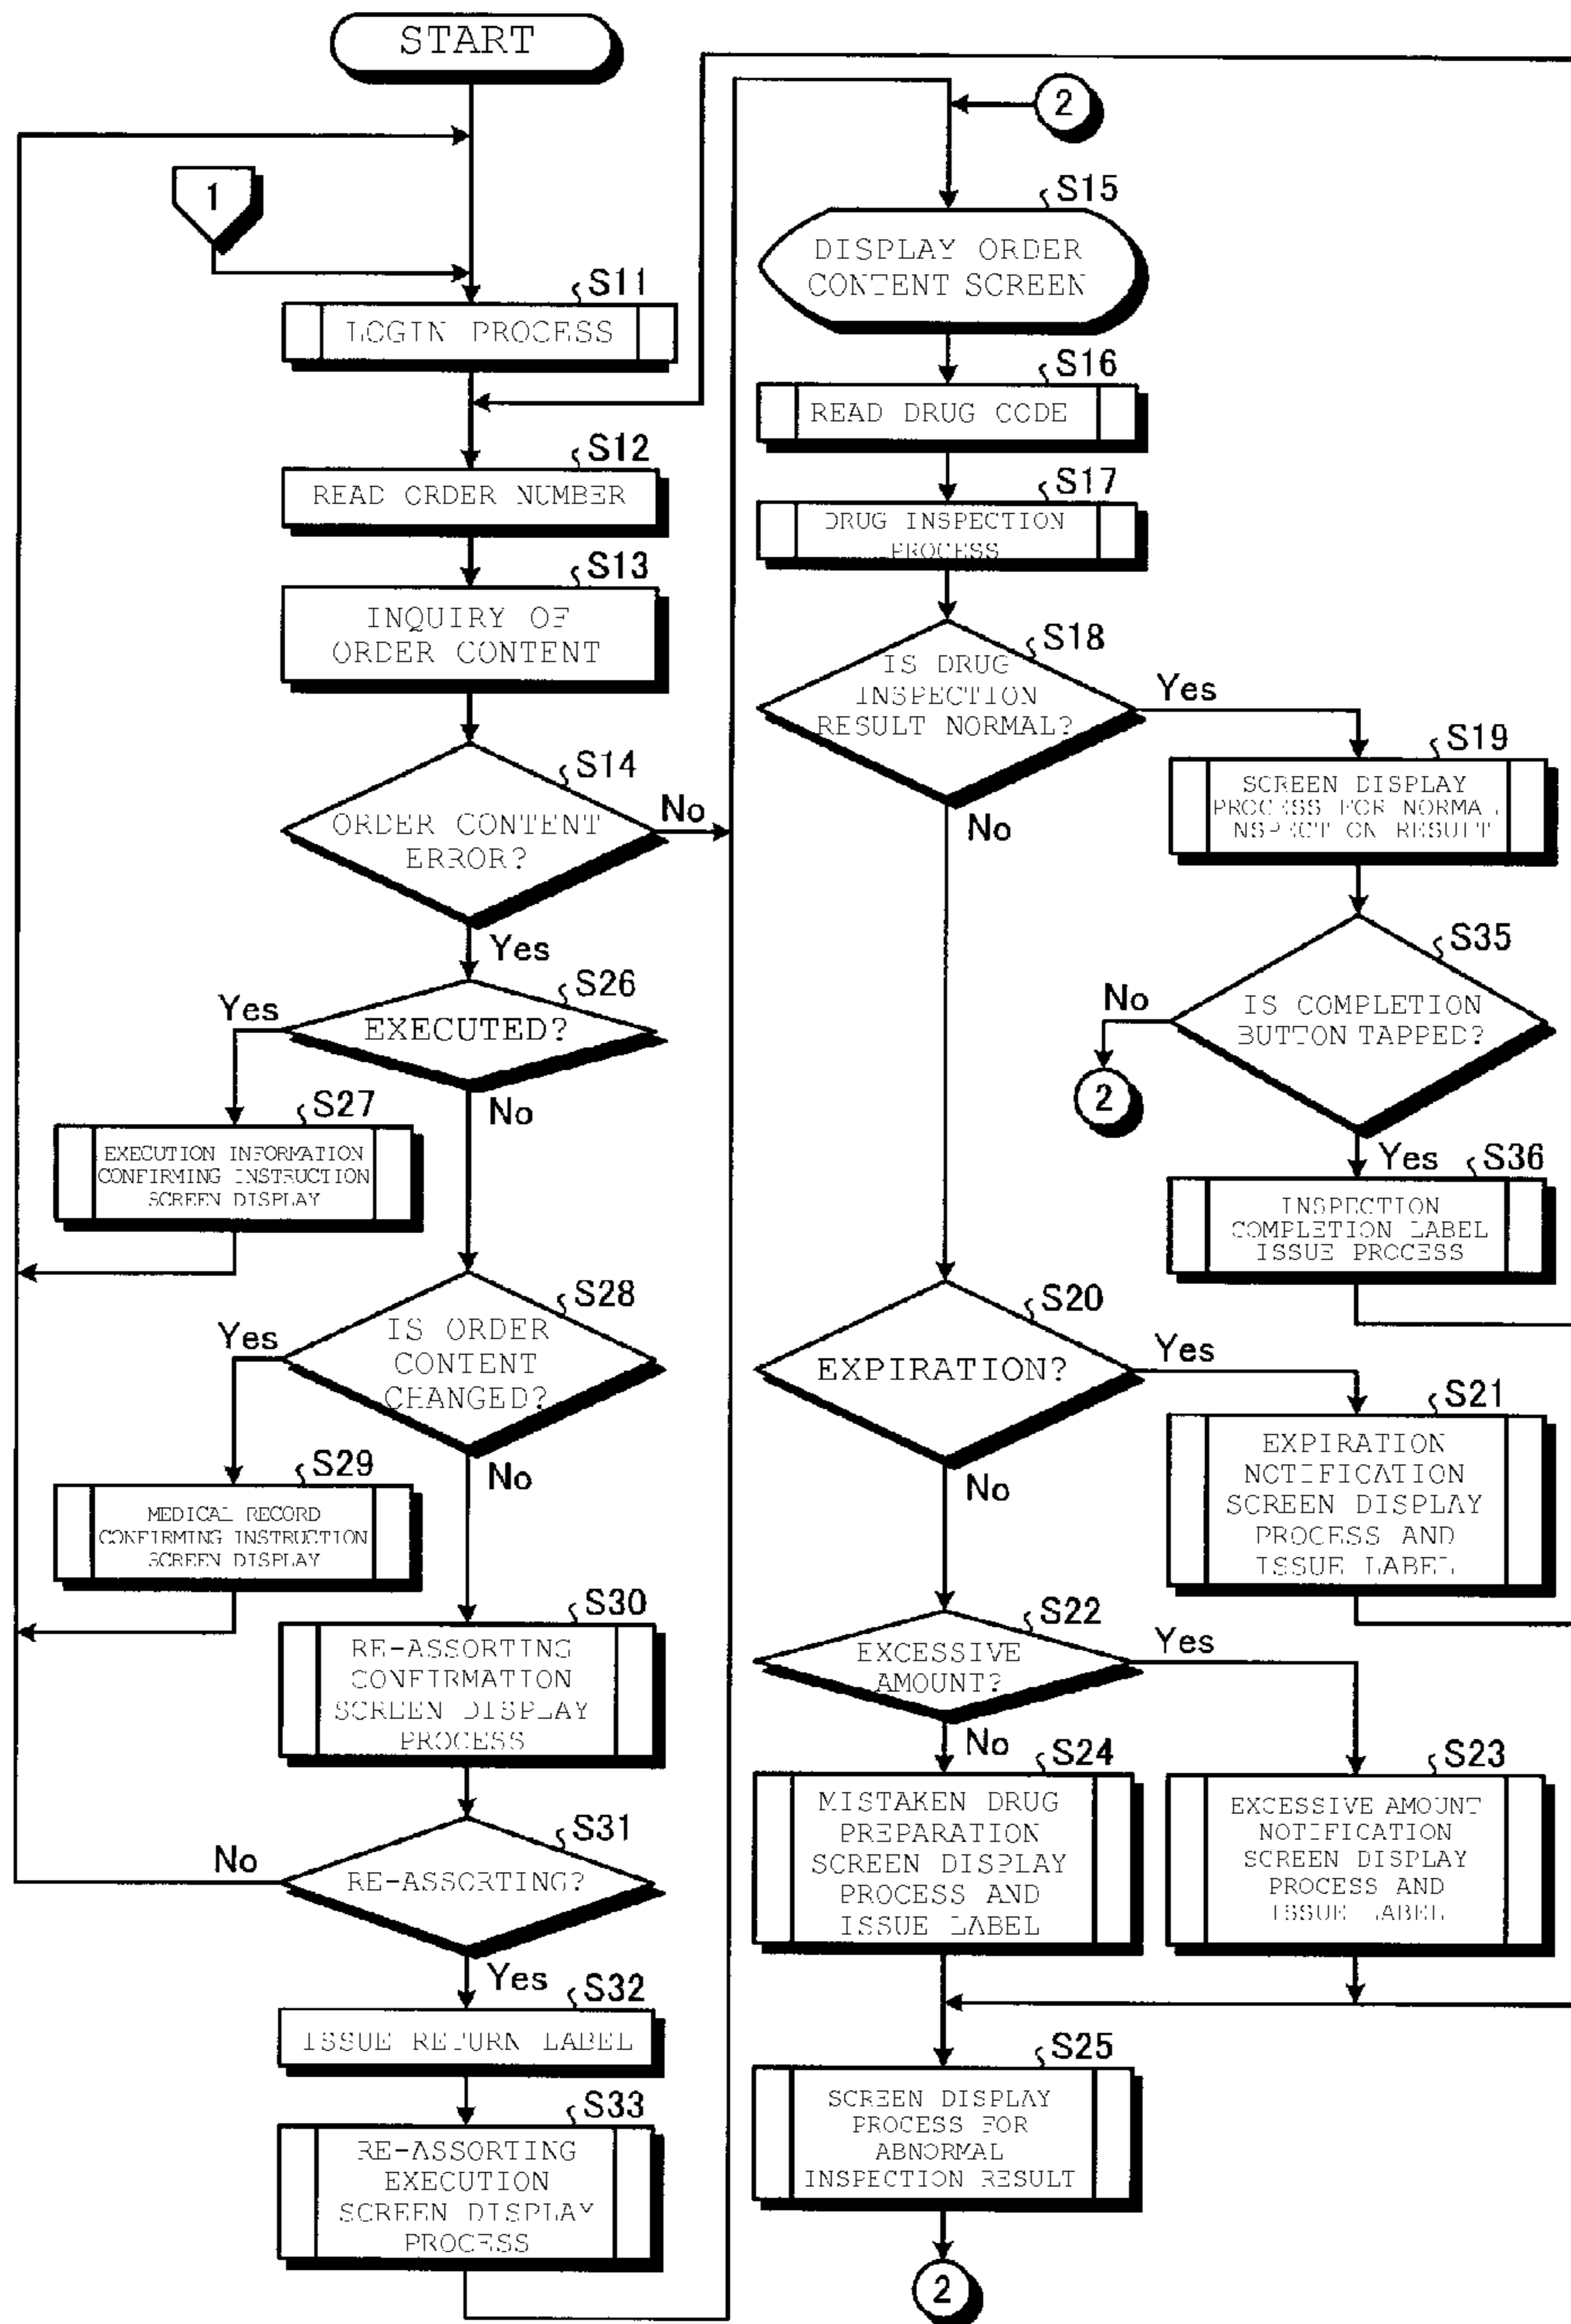 START
1
S11
LOGIN PROCESS
S12
READ ORDER NUMBER
S13
INQUIRY OF
ORDER CONTENT
S14
ORDER CONTENT
ERROR?
No
Yes
S26
EXECUTED?
Yes
No
S27
EXECUTION INFORMATION
CONFIRMING INSTRUCTION
SCREEN DISPLAY
S28
IS ORDER
CONTENT
CHANGED?
Yes
No
S29
MEDICAL RECORD
CONFIRMING INSTRUCTION
SCREEN DISPLAY
S30
RE-ASSORTING
CONFIRMATION
SCREEN DISPLAY
PROCESS
S31
RE-ASSORTING?
No
Yes
S32
ISSUE RETURN LABEL
S33
RE-ASSORTING
EXECUTION
SCREEN DISPLAY
PROCESS
2
S15
DISPLAY ORDER
CONTENT SCREEN
S16
READ DRUG CODE
S17
DRUG INSPECTION
PROCESS
S18
IS DRUG
INSPECTION
RESULT NORMAL?
Yes
No
S19
SCREEN DISPLAY
PROCESS FOR NORMAL
INSPECTION RESULT
S35
IS COMPLETION
BUTTON TAPPED?
No
2
Yes
S36
INSPECTION
COMPLETION LABEL
ISSUE PROCESS
S20
EXPIRATION?
Yes
No
S21
EXPIRATION
NOTIFICATION
SCREEN DISPLAY
PROCESS AND
ISSUE LABEL
S22
EXCESSIVE
AMOUNT?
Yes
No
S24
MISTAKEN DRUG
PREPARATION
SCREEN DISPLAY
PROCESS AND
ISSUE LABEL
S23
EXCESSIVE AMOUNT
NOTIFICATION
SCREEN DISPLAY
PROCESS AND
ISSUE LABEL
S25
SCREEN DISPLAY
PROCESS FOR
ABNORMAL
INSPECTION RESULT
2